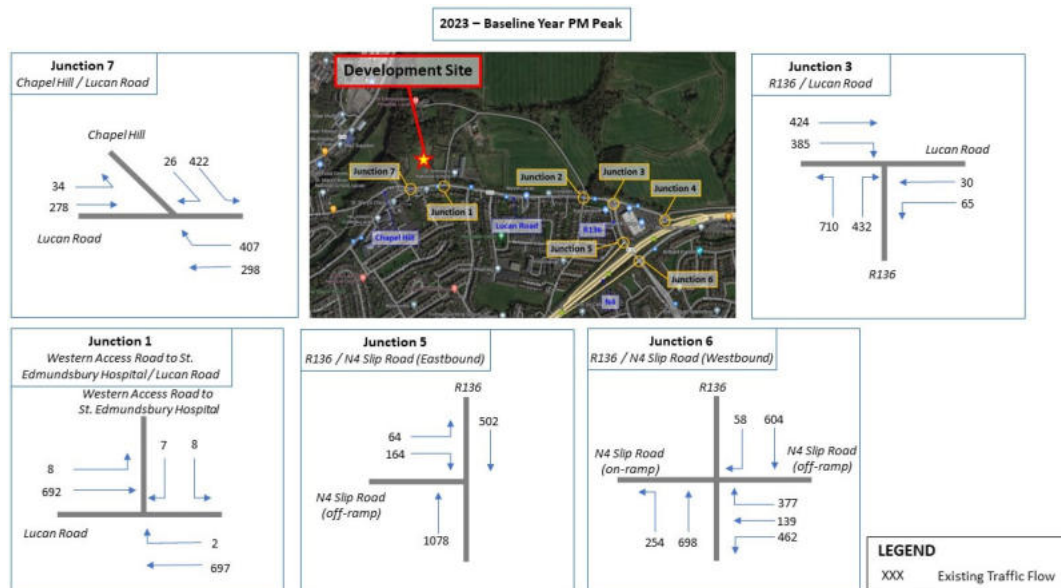 2023 – Baseline Year PM Peak
Junction 7
Chapel Hill / Lucan Road
Chapel Hill
26 422
34
278
Lucan Road
407
298
Development Site
Junction 7
Junction 1
Junction 2
Junction 3
Junction 4
Chapel Hill
Lucan Road
R136
Junction 5
Junction 6
N4
Junction 3
R136 / Lucan Road
424
385
Lucan Road
30
65
710 432
R136
Junction 1
Western Access Road to St.
Edmundsbury Hospital / Lucan Road
Western Access Road to
St. Edmundsbury Hospital
7 8
8
692
Lucan Road
2
697
Junction 5
R136 / N4 Slip Road (Eastbound)
R136
64
164
502
N4 Slip Road
(off-ramp)
1078
Junction 6
R136 / N4 Slip Road (Westbound)
R136
58 604
N4 Slip Road
(on-ramp)
N4 Slip Road
(off-ramp)
377
139
462
254 698
LEGEND
XXX Existing Traffic Flow